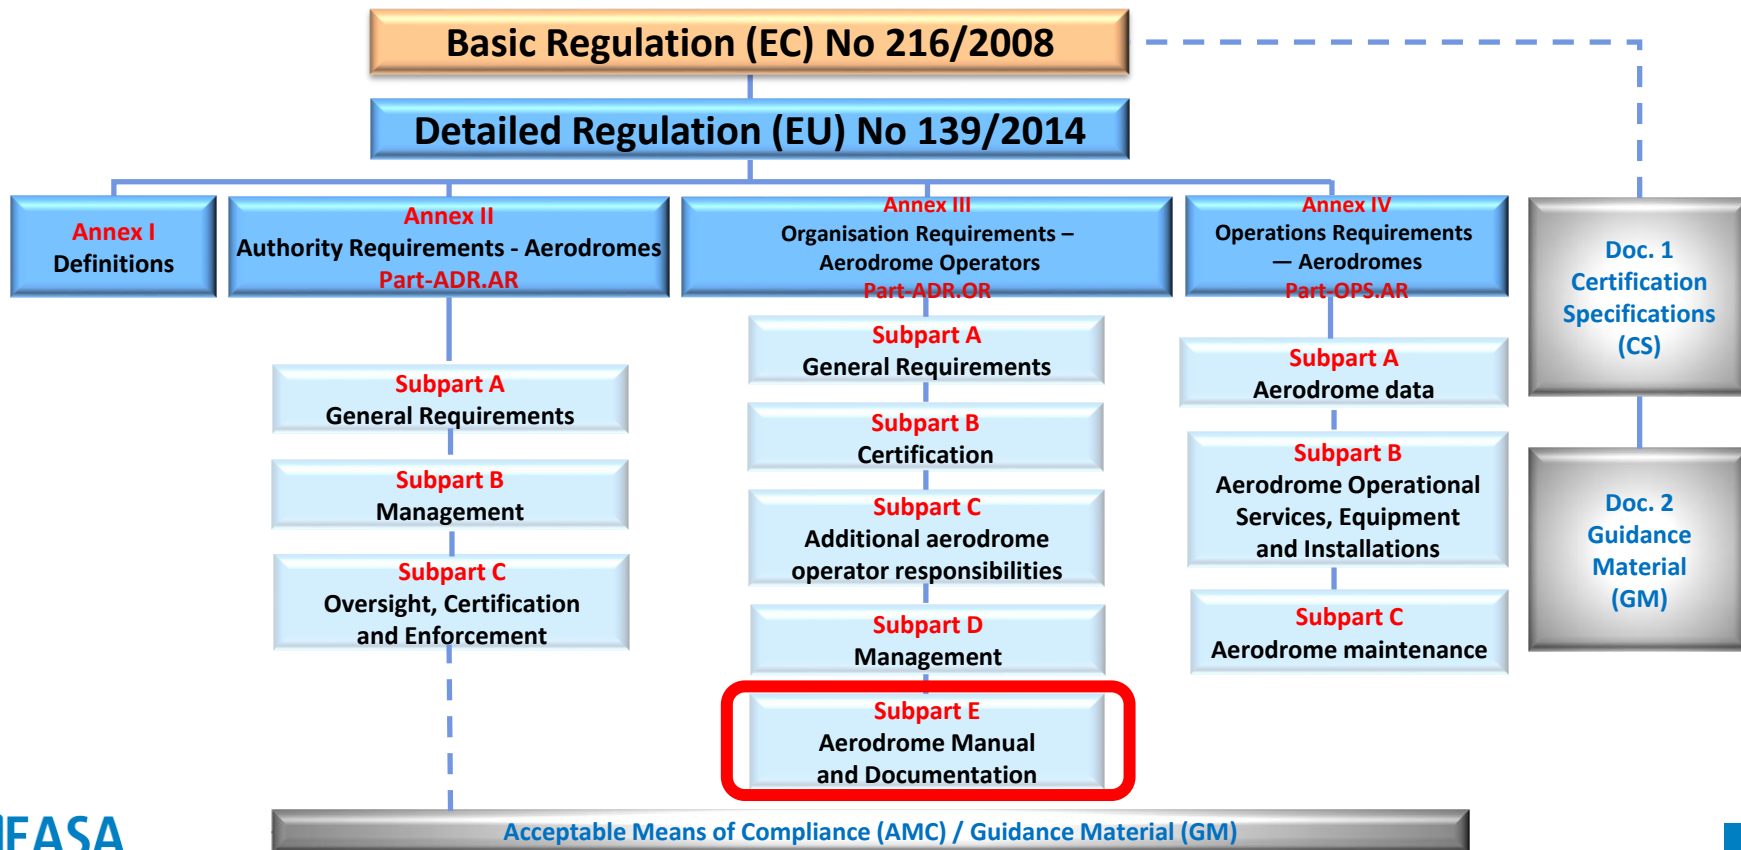 Basic Regulation (EC) No 216/2008
Detailed Regulation (EU) No 139/2014
Annex I
Definitions
Annex II
Authority Requirements - Aerodromes
Part-ADR.AR
Annex III
Organisation Requirements –
Aerodrome Operators
Part-ADR.OR
Annex IV
Operations Requirements
— Aerodromes
Part-OPS.AR
Doc. 1
Certification
Specifications
(CS)
Subpart A
General Requirements
Subpart B
Management
Subpart C
Oversight, Certification
and Enforcement
Subpart A
General Requirements
Subpart B
Certification
Subpart C
Additional aerodrome
operator responsibilities
Subpart D
Management
Subpart E
Aerodrome Manual
and Documentation
Subpart A
Aerodrome data
Subpart B
Aerodrome Operational
Services, Equipment
and Installations
Subpart C
Aerodrome maintenance
Doc. 2
Guidance
Material
(GM)
EASA
Acceptable Means of Compliance (AMC) / Guidance Material (GM)